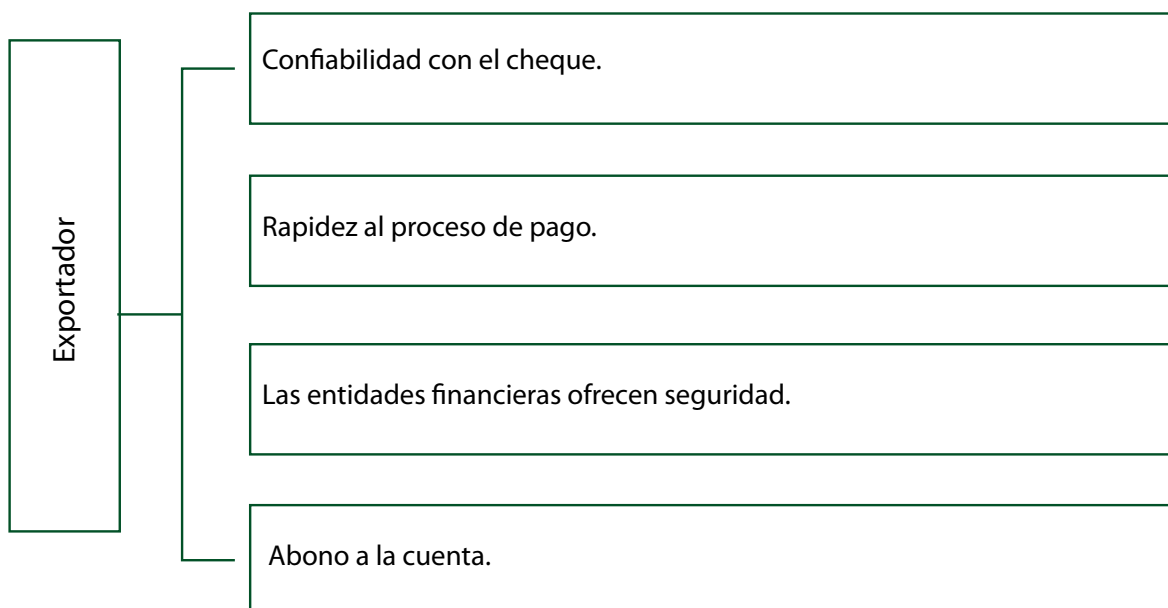 Exportador
Confiabilidad con el cheque.
Rapidez al proceso de pago.
Las entidades financieras ofrecen seguridad.
Abono a la cuenta.